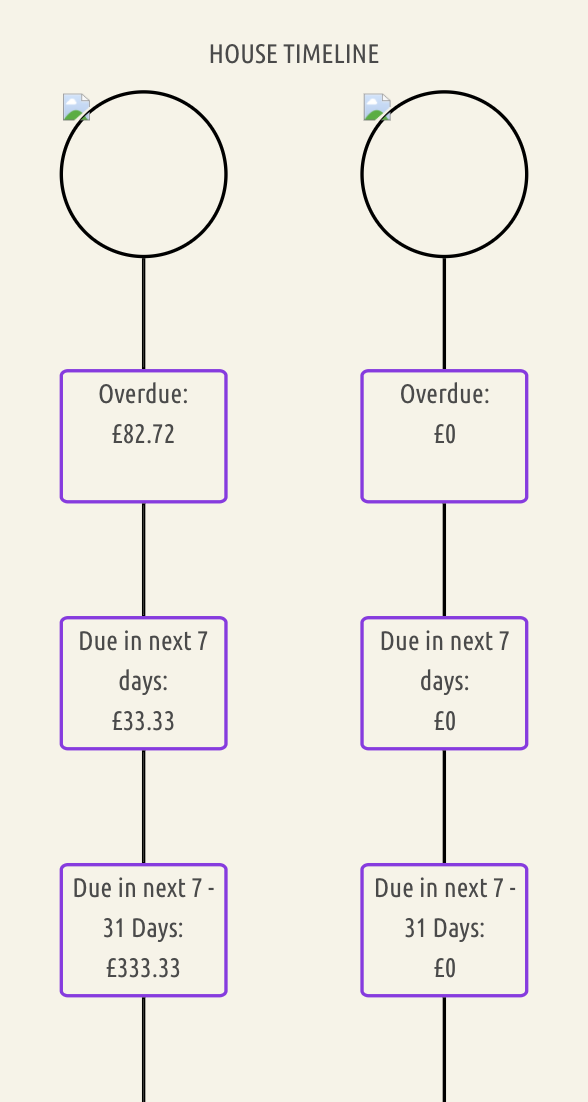 HOUSE TIMELINE
Overdue:
£82.72
Overdue:
£0
Due in next 7
days:
£33.33
Due in next 7
days:
£0
Due in next 7 -
31 Days:
£333.33
Due in next 7 -
31 Days:
£0